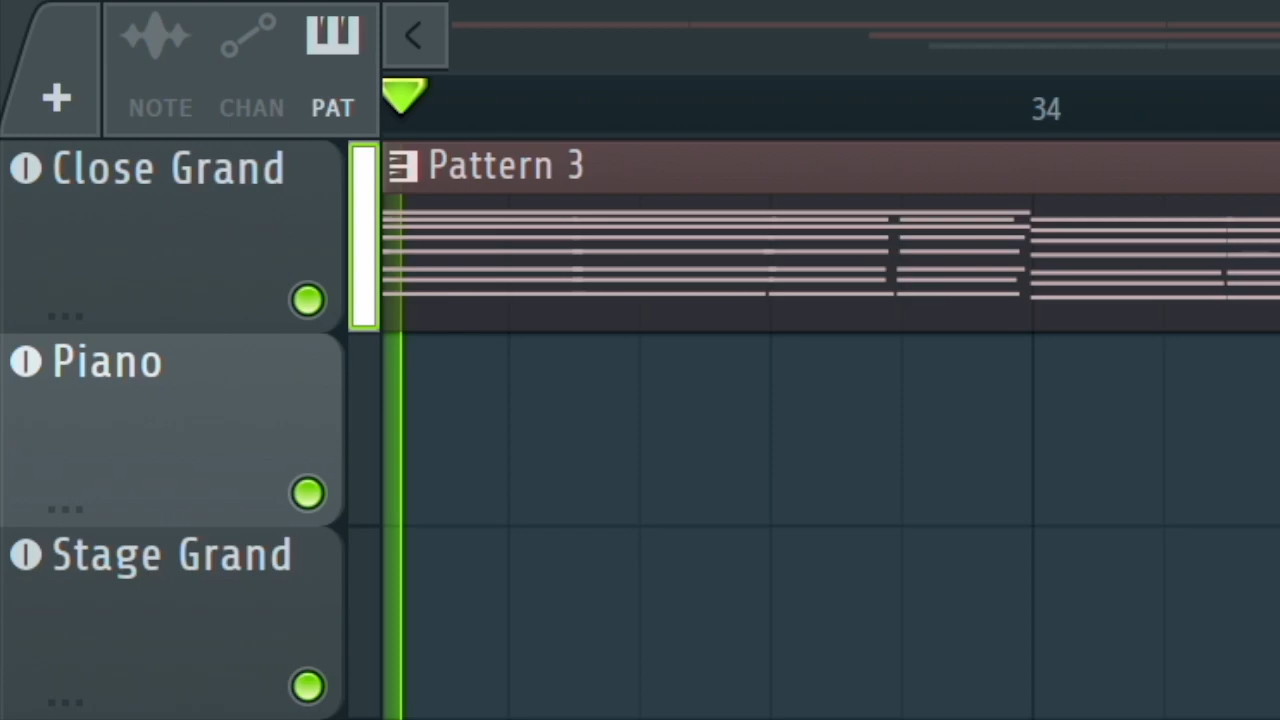 NOTE CHAN PAT
34
Close Grand
Pattern 3
Piano
Stage Grand